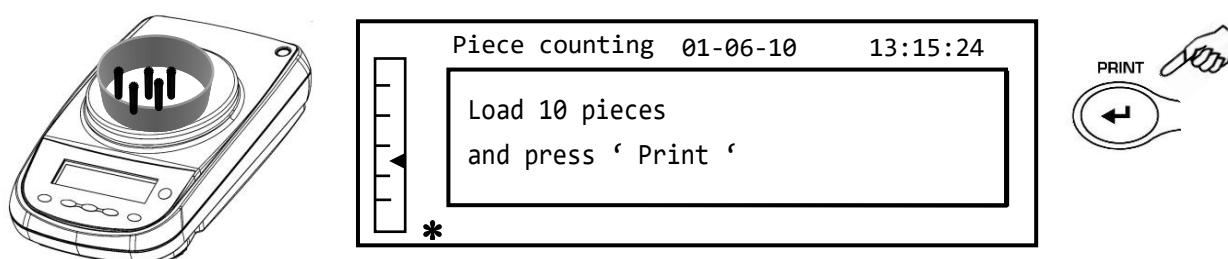 Piece counting 01-06-10 13:15:24
Load 10 pieces
and press ‘ Print ‘
*
PRINT